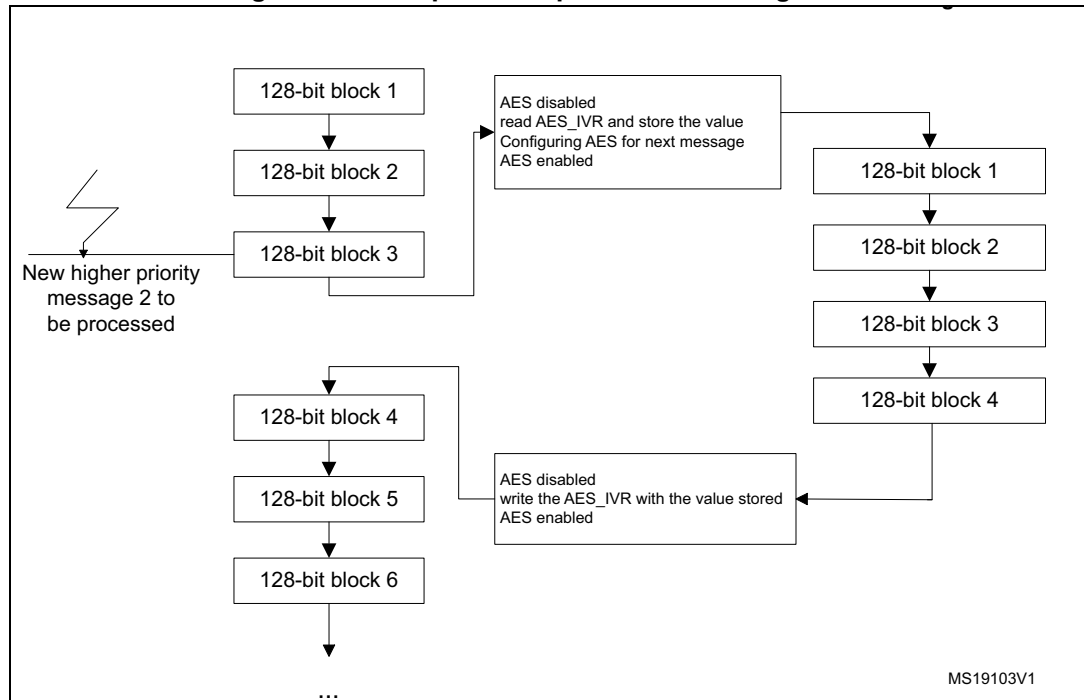 128-bit block 1
128-bit block 2
128-bit block 3
New higher priority
message 2 to
be processed
AES disabled
read AES_IVR and store the value
Configuring AES for next message
AES enabled
128-bit block 1
128-bit block 2
128-bit block 3
128-bit block 4
AES disabled
write the AES_IVR with the value stored
AES enabled
128-bit block 4
128-bit block 5
128-bit block 6
...
MS19103V1